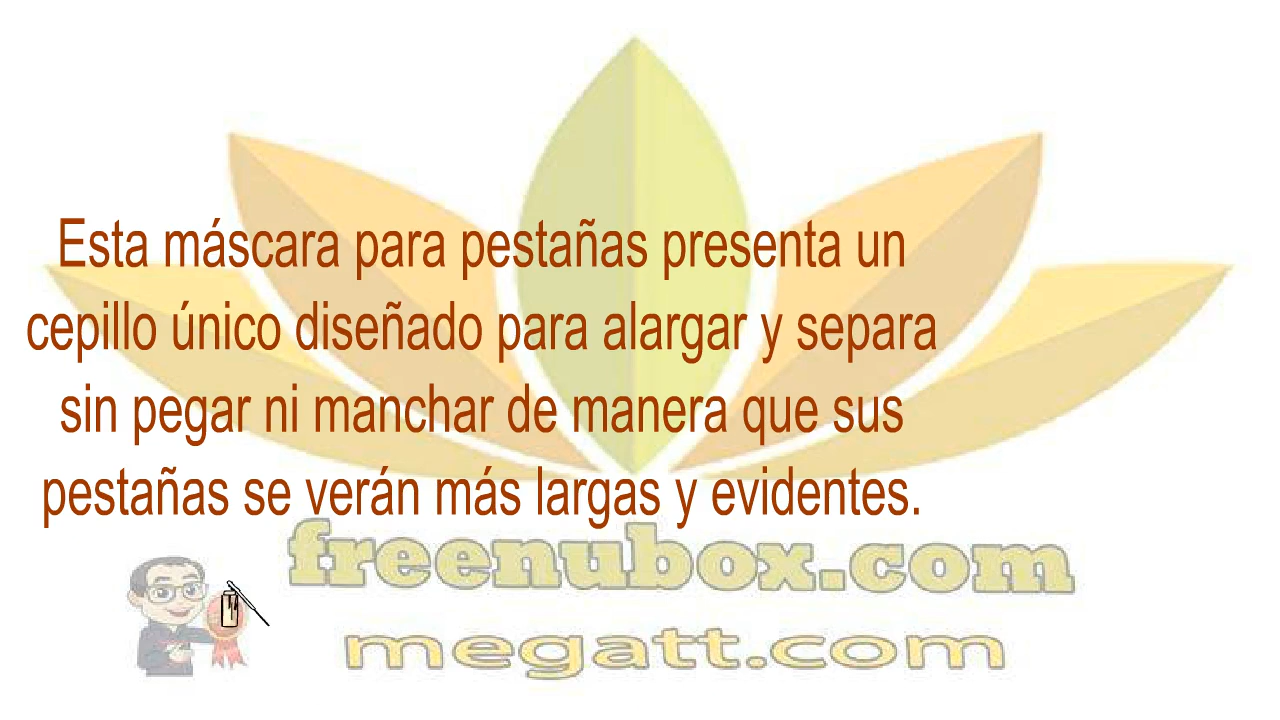 Esta máscara para pestañas presenta un
cepillo único diseñado para alargar y separa
sin pegar ni manchar de manera que sus
pestañas se verán más largas y evidentes.
freenubox.com
megatt.com